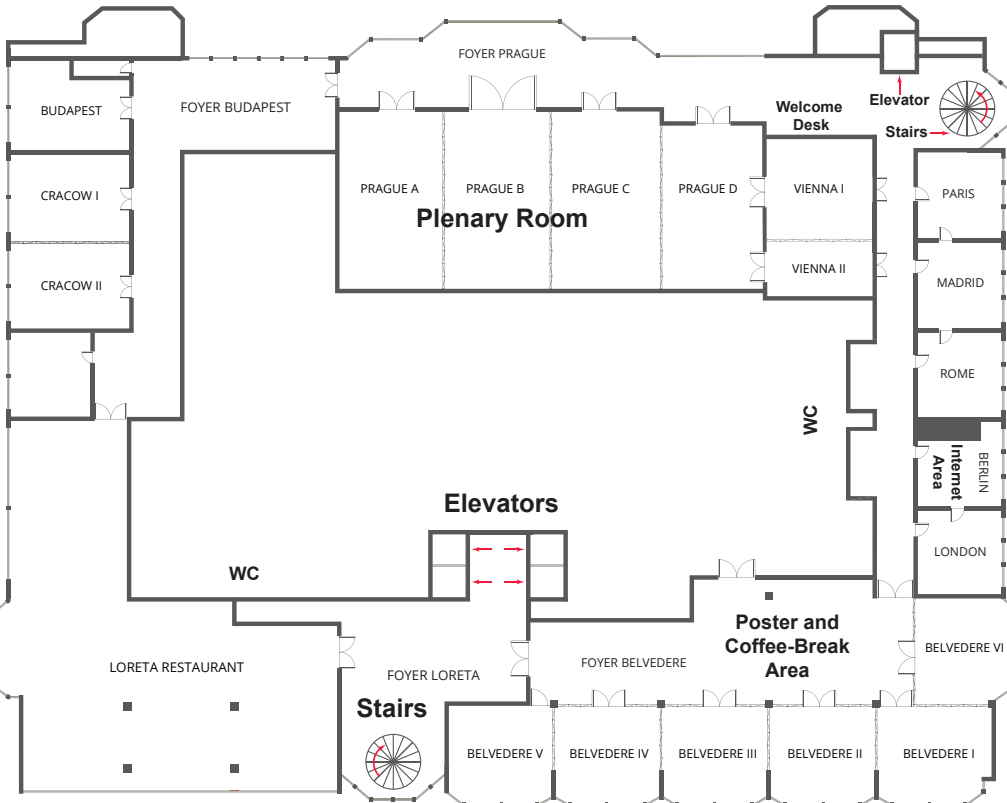 FOYER PRAGUE
BUDAPEST
FOYER BUDAPEST
Elevator
Welcome
Desk
Stairs
CRACOW I
PRAGUE A
PRAGUE B
PRAGUE C
PRAGUE D
VIENNA I
PARIS
Plenary Room
CRACOW II
VIENNA II
MADRID
ROME
WC
BERLIN
Internet
Area
Elevators
LONDON
WC
Poster and
Coffee-Break
Area
LORETA RESTAURANT
FOYER LORETA
FOYER BELVEDERE
BELVEDERE VI
Stairs
BELVEDERE V
BELVEDERE IV
BELVEDERE III
BELVEDERE II
BELVEDERE I